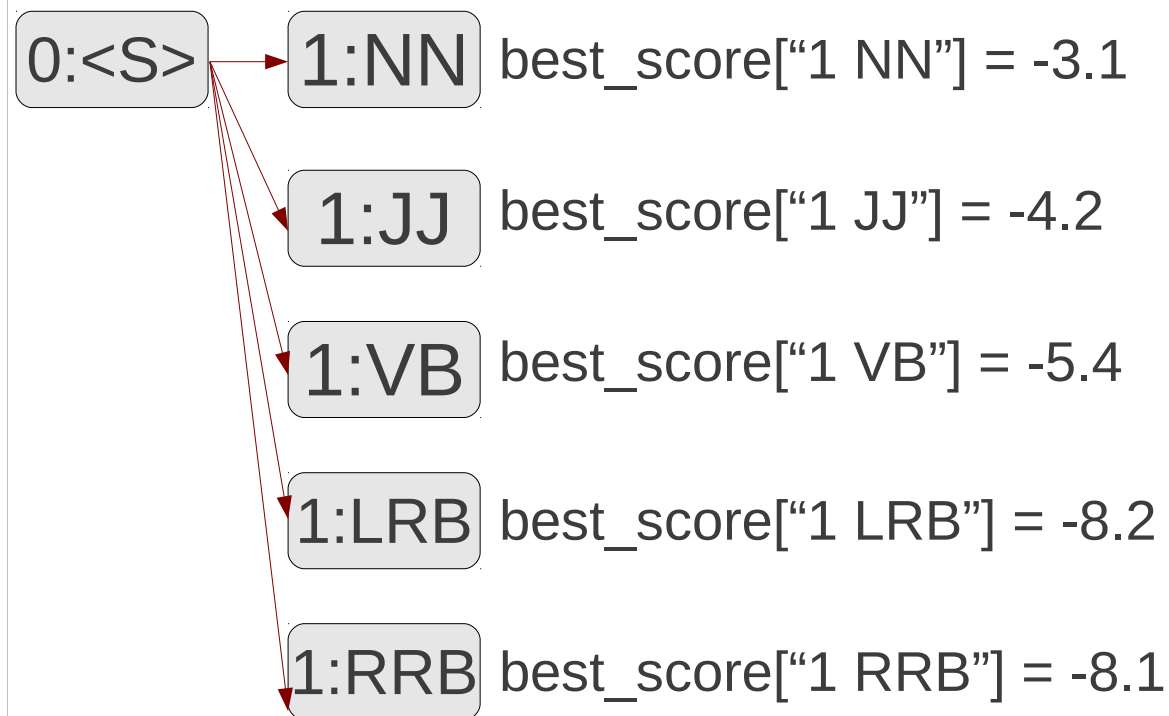 0:<S> 1:NN best_score[“1 NN”] = -3.1
1:JJ best_score[“1 JJ”] = -4.2
1:VB best_score[“1 VB”] = -5.4
1:LRB best_score[“1 LRB”] = -8.2
1:RRB best_score[“1 RRB”] = -8.1